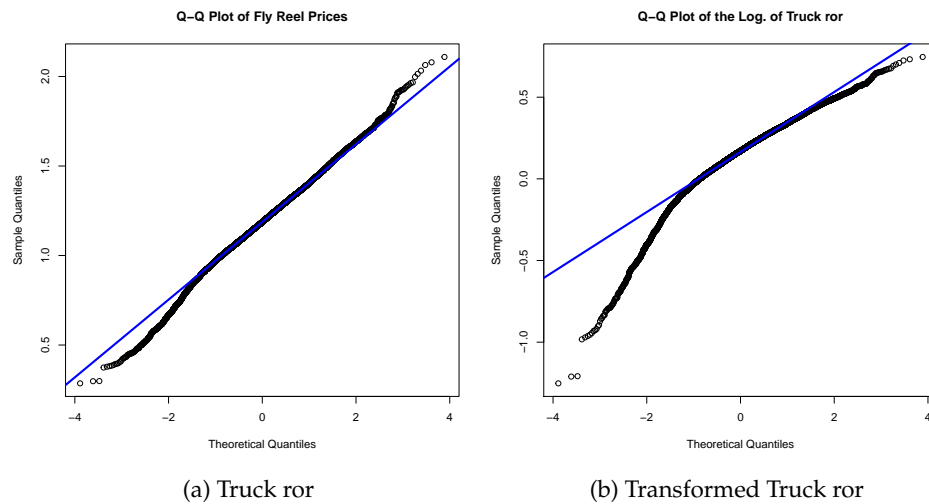 Q−Q Plot of Fly Reel Prices
Sample Quantiles
2.0
1.5
1.0
0.5
−4
−2
0
2
4
Theoretical Quantiles
(a) Truck ror
Q−Q Plot of the Log. of Truck ror
Sample Quantiles
0.5
0.0
−0.5
−1.0
−4
−2
0
2
4
Theoretical Quantiles
(b) Transformed Truck ror